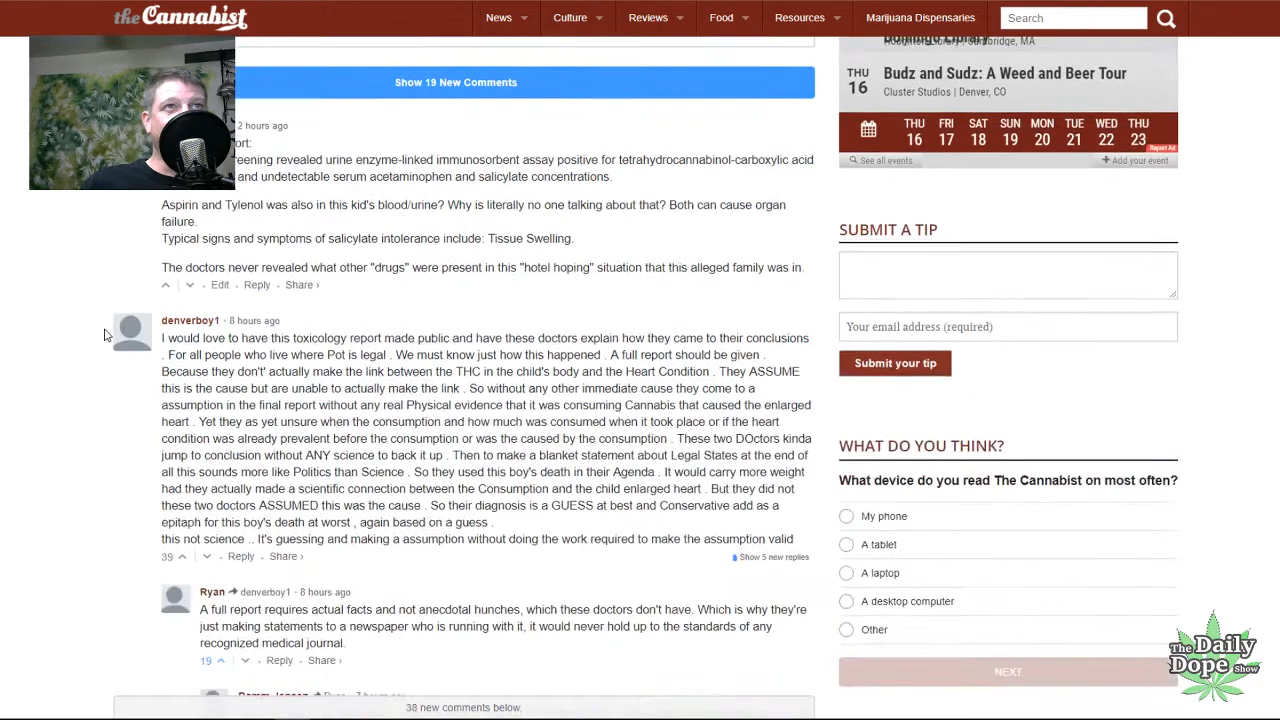 the Cannabist
News
Culture
Reviews
Food
Resources
Marijuana Dispensaries
Search
Cambridge, MA
THU 16
Budz and Sudz: A Weed and Beer Tour
Cluster Studios | Denver, CO
THU FRI SAT SUN MON TUE WED THU
16 17 18 19 20 21 22 23
Report Ad
See all events
+ Add your event
SUBMIT A TIP
Your email address (required)
Submit your tip
WHAT DO YOU THINK?
What device do you read The Cannabist on most often?
My phone
A tablet
A laptop
A desktop computer
Other
NEXT
Show 19 New Comments
2 hours ago
ort:
eening revealed urine enzyme-linked immunosorbent assay positive for tetrahydrocannabinol-carboxylic acid
and undetectable serum acetaminophen and salicylate concentrations.
Aspirin and Tylenol was also in this kid's blood/urine? Why is literally no one talking about that? Both can cause organ
failure.
Typical signs and symptoms of salicylate intolerance include: Tissue Swelling.
The doctors never revealed what other "drugs" were present in this "hotel hoping" situation that this alleged family was in.
Edit • Reply • Share ›
denverboy1 • 8 hours ago
I would love to have this toxicology report made public and have these doctors explain how they came to their conclusions
. For all people who live where Pot is legal . We must know just how this happened . A full report should be given .
Because they don't' actually make the link between the THC in the child's body and the Heart Condition . They ASSUME
this is the cause but are unable to actually make the link . So without any other immediate cause they come to a
assumption in the final report without any real Physical evidence that it was consuming Cannabis that caused the enlarged
heart . Yet they as yet unsure when the consumption and how much was consumed when it took place or if the heart
condition was already prevalent before the consumption or was the caused by the consumption . These two DOctors kinda
jump to conclusion without ANY science to back it up . Then to make a blanket statement about Legal States at the end of
all this sounds more like Politics than Science . So they used this boy's death in their Agenda . It would carry more weight
had they actually made a scientific connection between the Consumption and the child enlarged heart . But they did not
these two doctors ASSUMED this was the cause . So their diagnosis is a GUESS at best and Conservative add as a
epitaph for this boy's death at worst , again based on a guess .
this not science .. It's guessing and making a assumption without doing the work required to make the assumption valid
39 Reply • Share ›
Show 5 new replies
Ryan denverboy1 • 8 hours ago
A full report requires actual facts and not anecdotal hunches, which these doctors don't have. Which is why they're
just making statements to a newspaper who is running with it, it would never hold up to the standards of any
recognized medical journal.
19 Reply • Share ›
38 new comments below.
The Daily
Dope Show